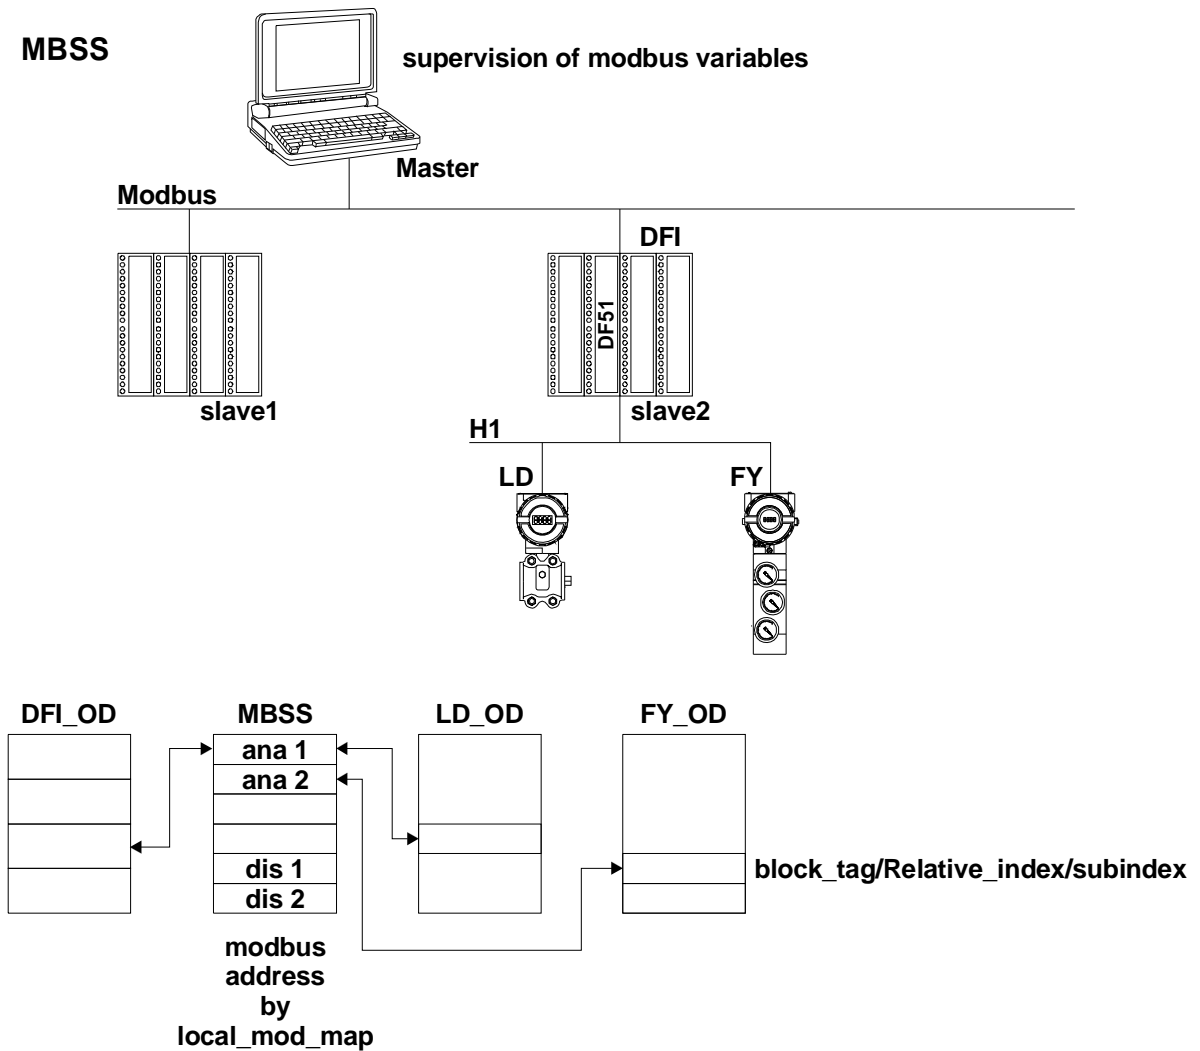 MBSS
supervision of modbus variables
Master
Modbus
DFI
DF51
slave1
slave2
H1
LD
FY
DFI_OD
MBSS
LD_OD
FY_OD
ana 1
ana 2
dis 1
block_tag/Relative_index/subindex
dis 2
modbus
address
by
local_mod_map